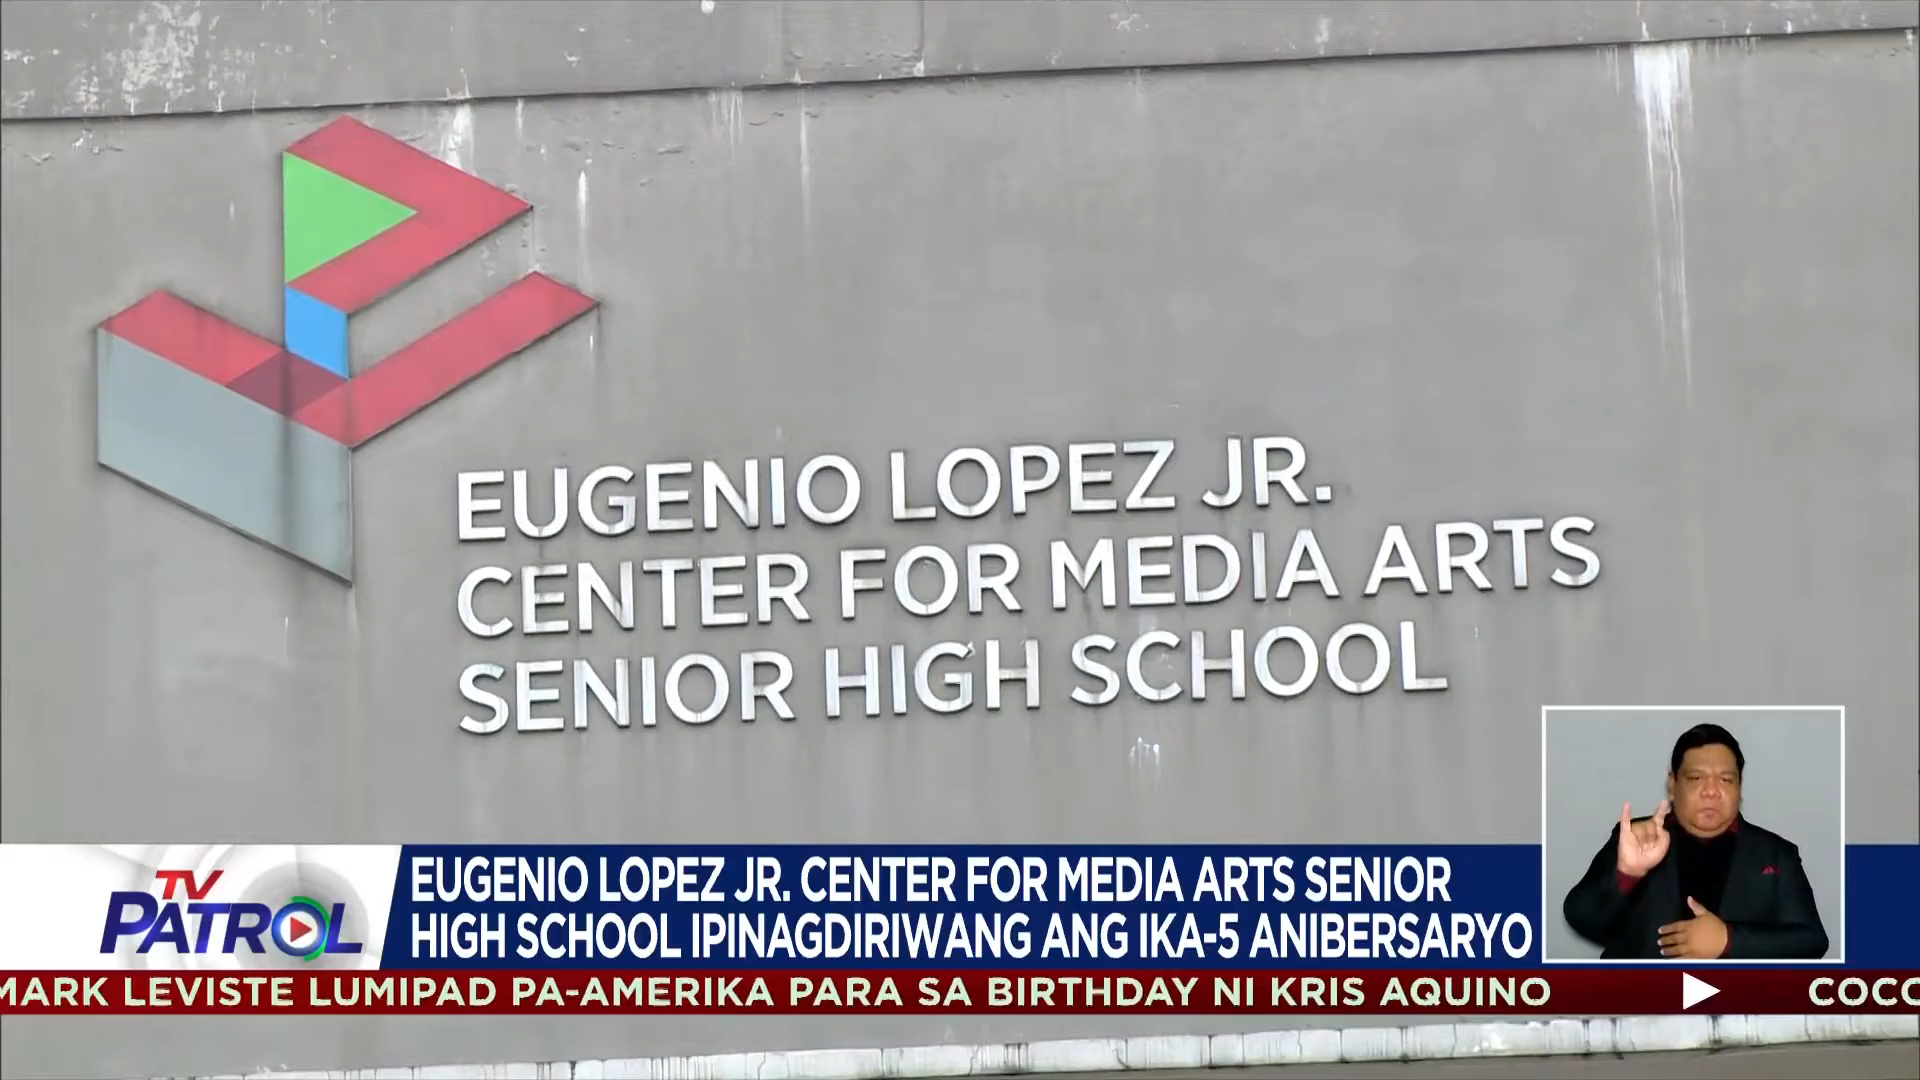 EUGENIO LOPEZ JR.
CENTER FOR MEDIA ARTS
SENIOR HIGH SCHOOL
TV
PATROL
EUGENIO LOPEZ JR. CENTER FOR MEDIA ARTS SENIOR
HIGH SCHOOL IPINAGDIRIWANG ANG IKA-5 ANIBERSARYO
MARK LEVISTE LUMIPAD PA-AMERIKA PARA SA BIRTHDAY NI KRIS AQUINO